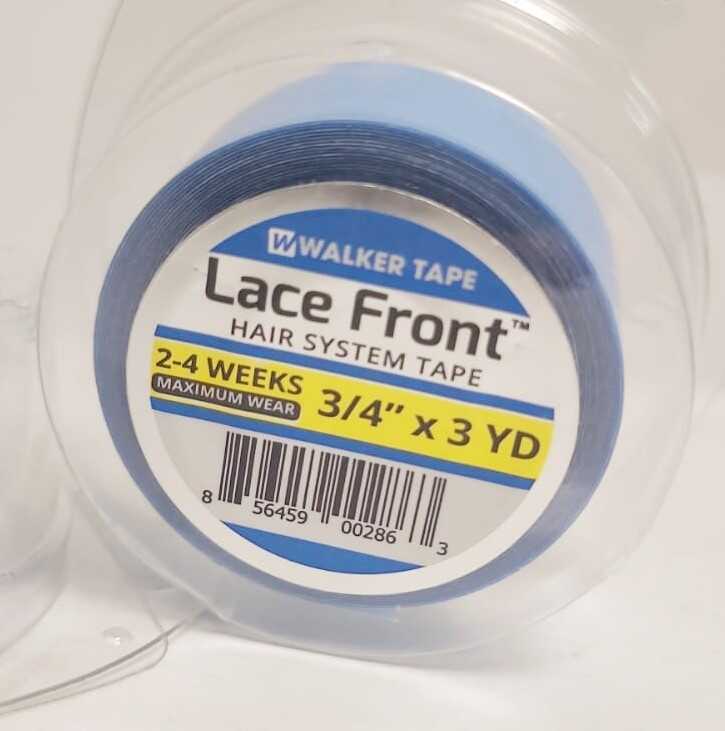 W WALKER TAPE
Lace Front™
HAIR SYSTEM TAPE
2-4 WEEKS
MAXIMUM WEAR
3/4” x 3 YD
8 56459 00286 3